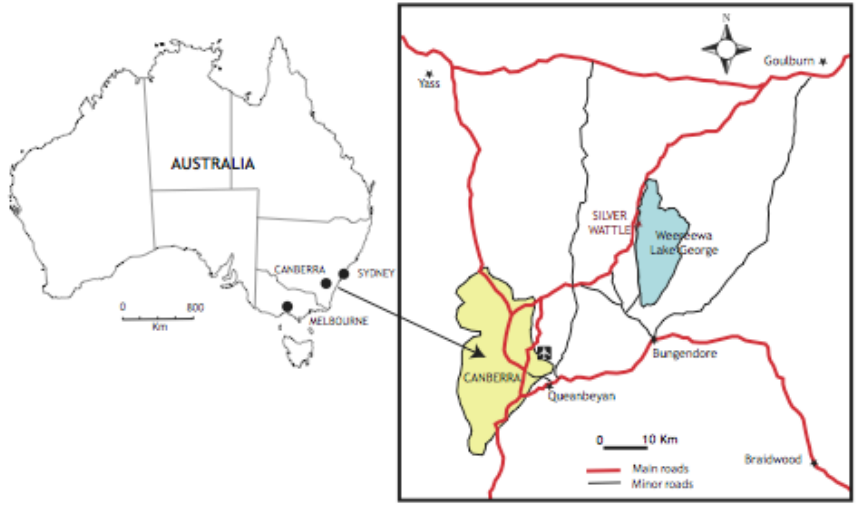 AUSTRALIA
CANBERRA
SYDNEY
MELBOURNE
0 800
Km
N
Goulburn
Yass
SILVER
WATTLE
Weereewa
Lake George
Bungendore
CANBERRA
Queanbeyan
0 10 Km
Braidwood
Main roads
Minor roads